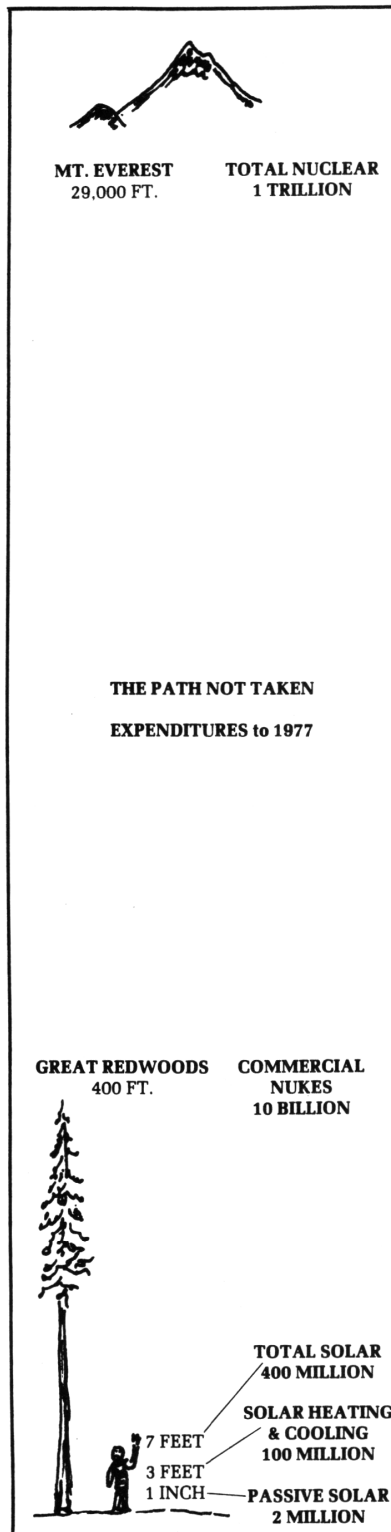 MT. EVEREST
29,000 FT.
TOTAL NUCLEAR
1 TRILLION
THE PATH NOT TAKEN
EXPENDITURES to 1977
GREAT REDWOODS
400 FT.
COMMERCIAL
NUKES
10 BILLION
TOTAL SOLAR
400 MILLION
7 FEET
SOLAR HEATING
& COOLING
100 MILLION
3 FEET
1 INCH
PASSIVE SOLAR
2 MILLION